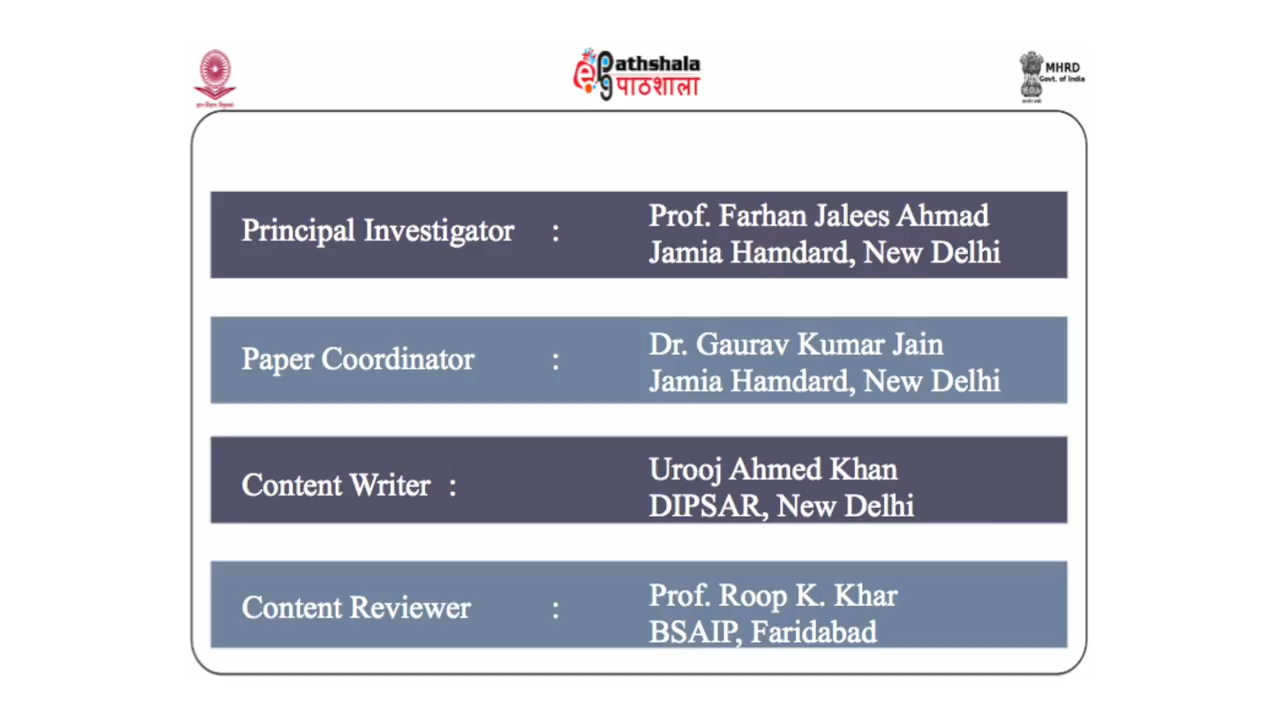 ePathshala
पाठशाला
MHRD
Govt. of India
Principal Investigator :
Prof. Farhan Jalees Ahmad
Jamia Hamdard, New Delhi
Paper Coordinator :
Dr. Gaurav Kumar Jain
Jamia Hamdard, New Delhi
Content Writer :
Urooj Ahmed Khan
DIPSAR, New Delhi
Content Reviewer :
Prof. Roop K. Khar
BSAIP, Faridabad